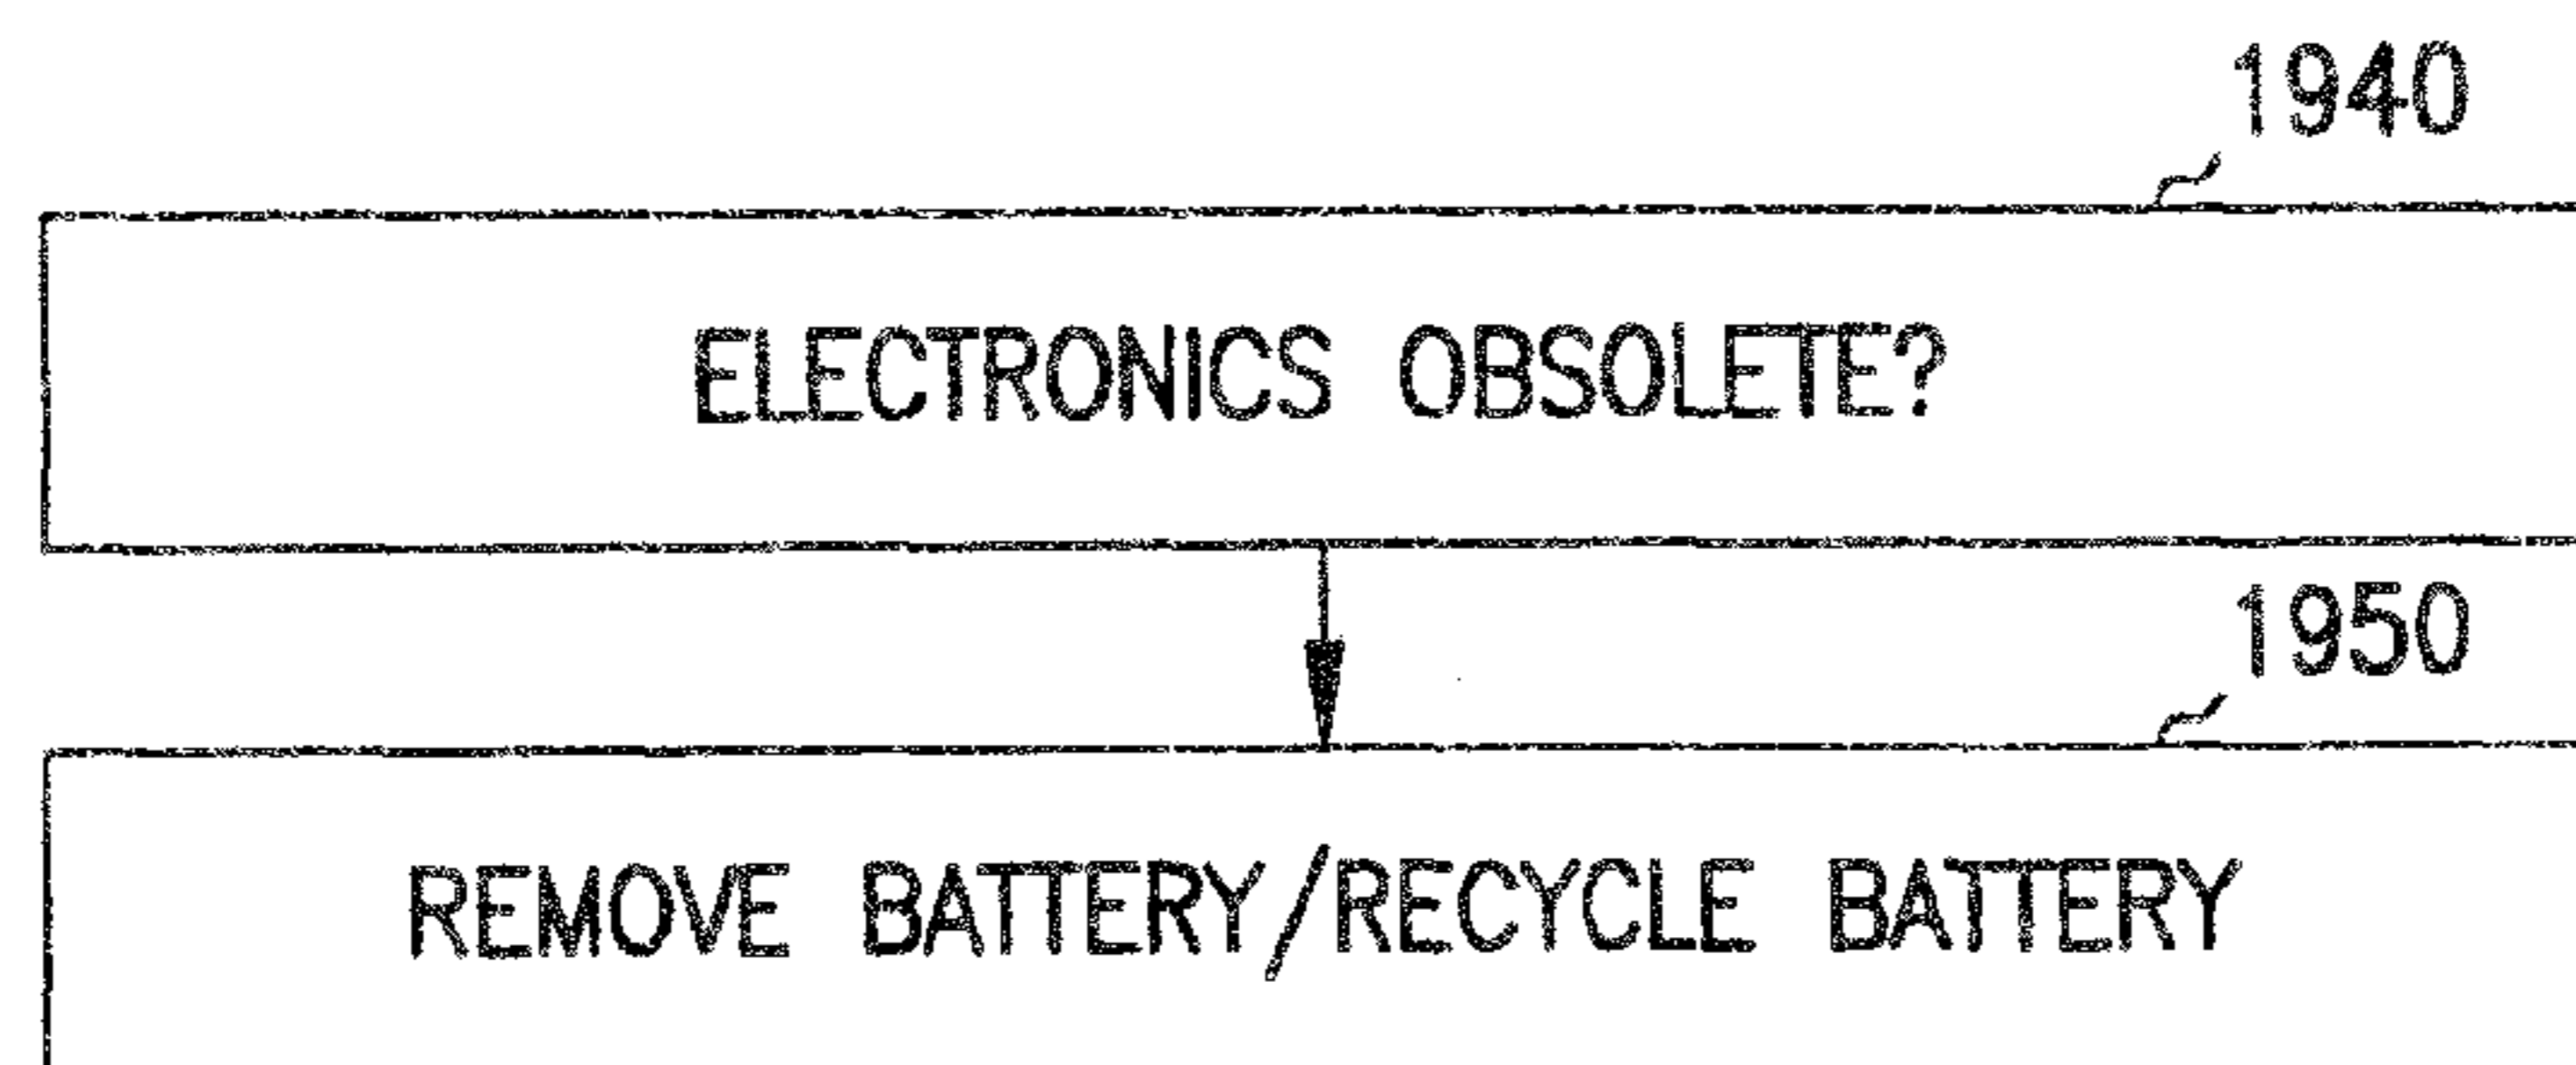 1940
ELECTRONICS OBSOLETE?
1950
REMOVE BATTERY/RECYCLE BATTERY